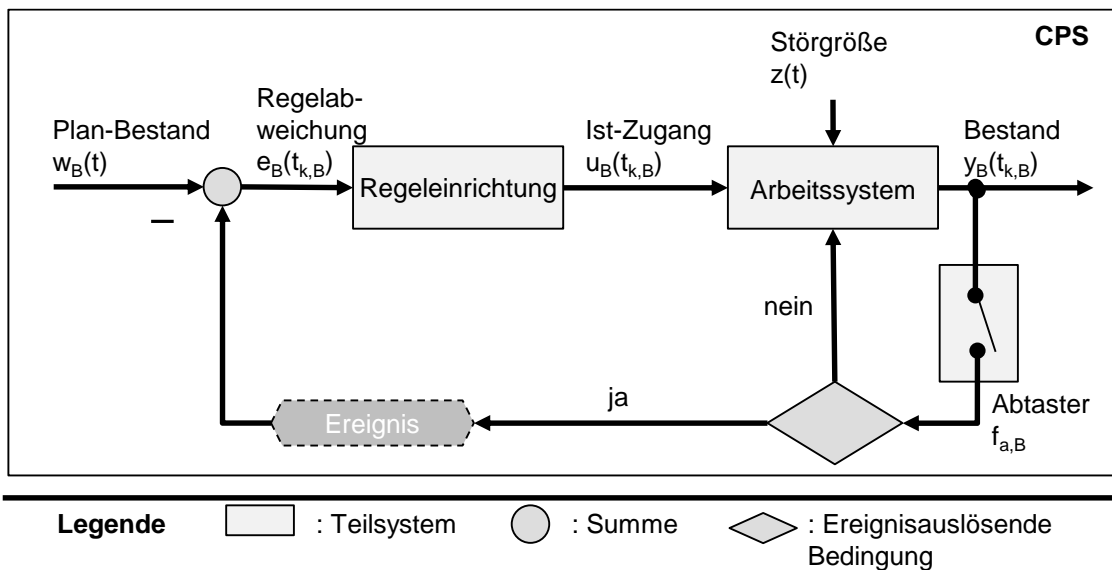 CPS
Störgröße
z(t)
Plan-Bestand
w_B(t)
Regelab-
weichung
e_B(t_k,B)
Ist-Zugang
u_B(t_k,B)
Bestand
y_B(t_k,B)
Regeleinrichtung
Arbeitssystem
–
nein
ja
Ereignis
Abtaster
f_a,B
Legende
: Teilsystem
: Summe
: Ereignisauslösende
Bedingung